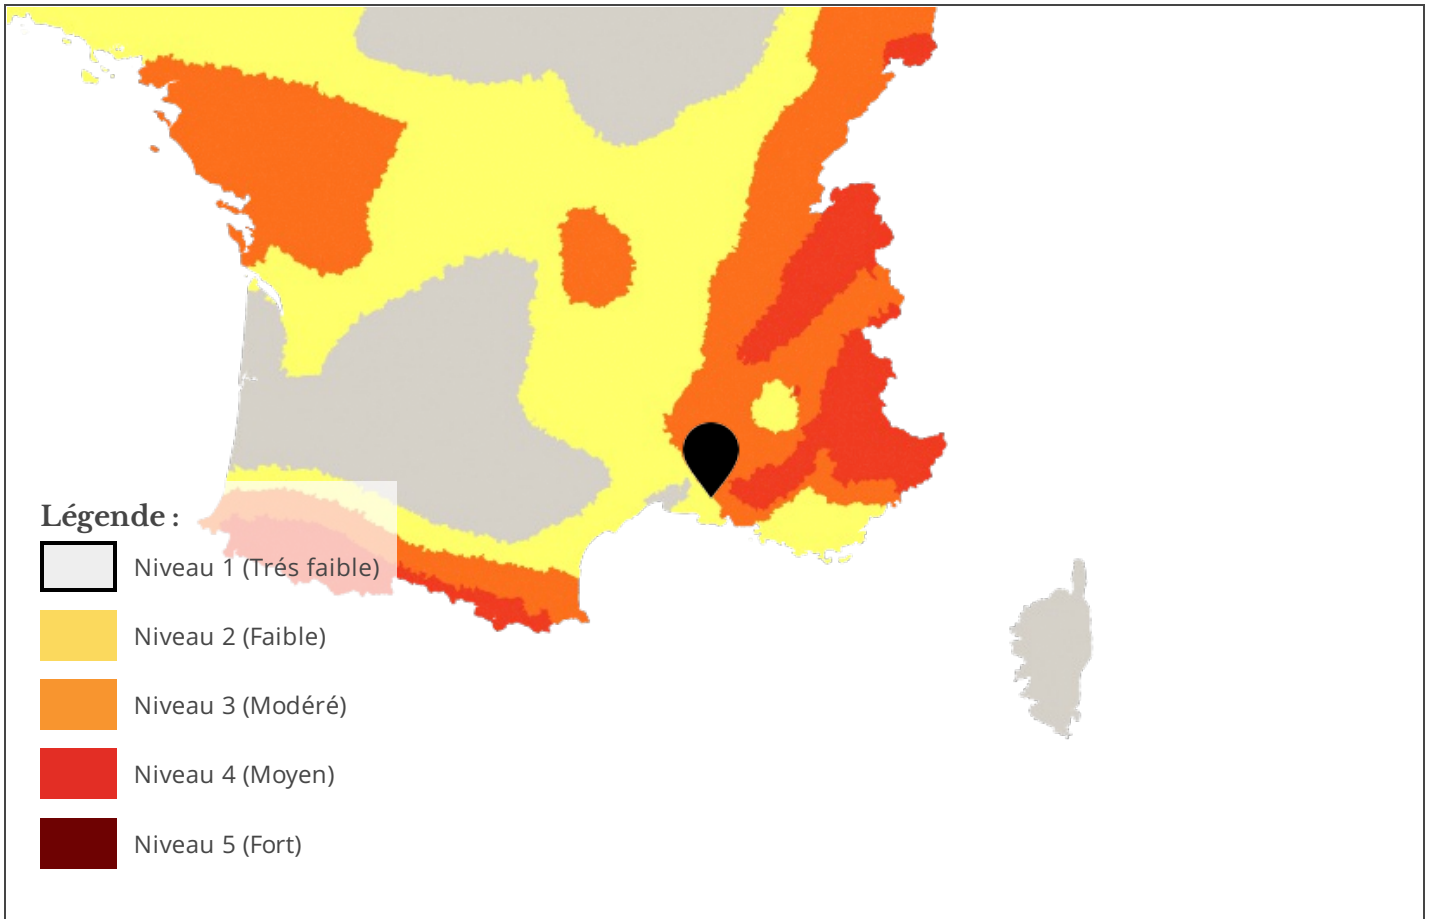 Légende :
Niveau 1 (Trés faible)
Niveau 2 (Faible)
Niveau 3 (Modéré)
Niveau 4 (Moyen)
Niveau 5 (Fort)